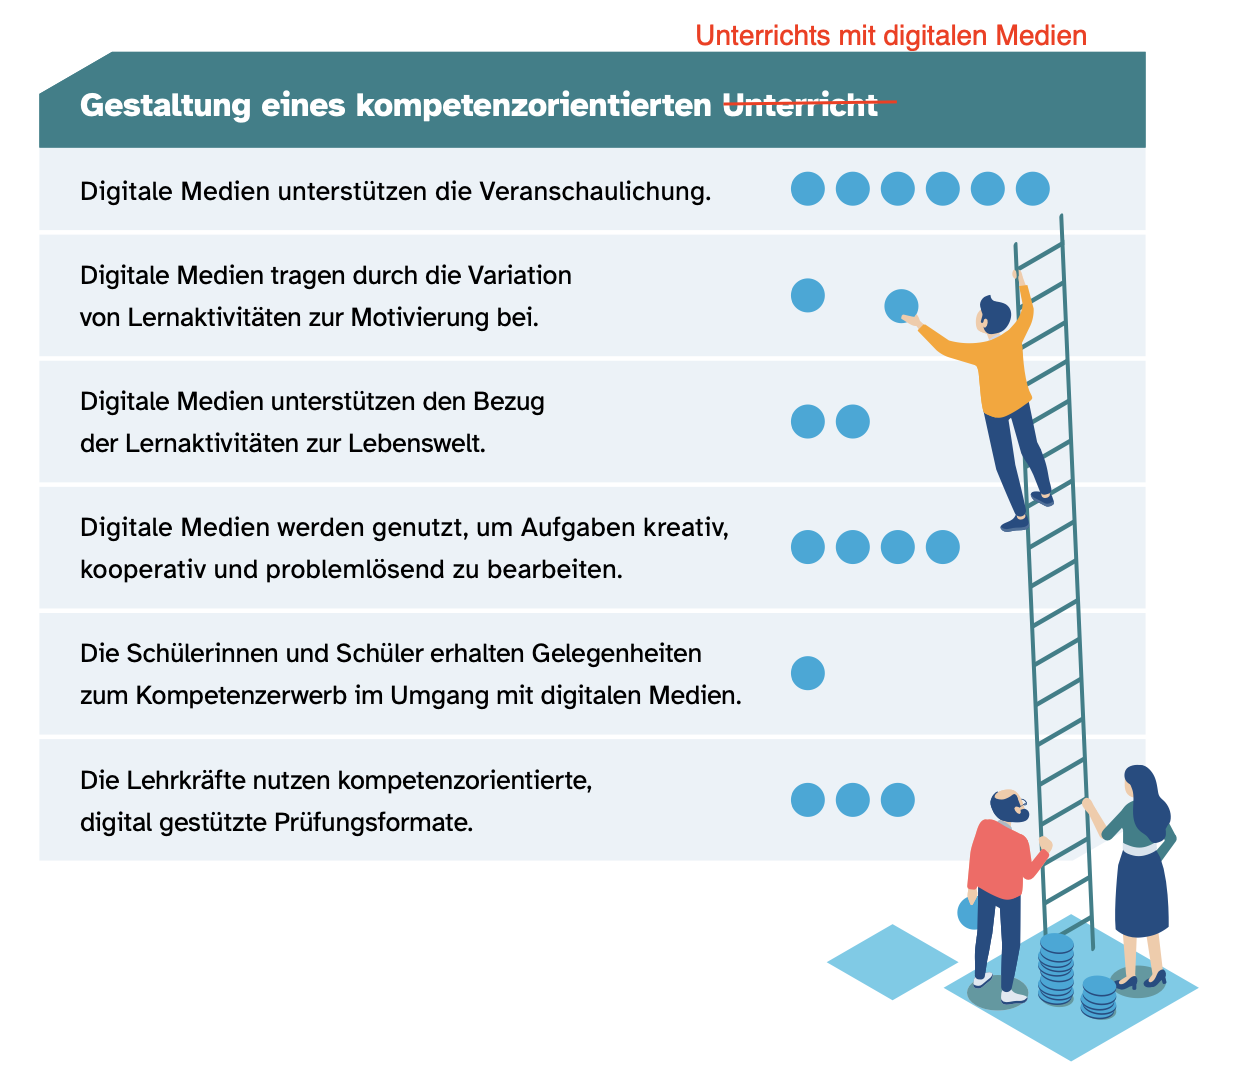 Unterrichts mit digitalen Medien
Gestaltung eines kompetenzorientierten Unterricht
Digitale Medien unterstützen die Veranschaulichung.
Digitale Medien tragen durch die Variation
von Lernaktivitäten zur Motivierung bei.
Digitale Medien unterstützen den Bezug
der Lernaktivitäten zur Lebenswelt.
Digitale Medien werden genutzt, um Aufgaben kreativ,
kooperativ und problemlösend zu bearbeiten.
Die Schülerinnen und Schüler erhalten Gelegenheiten
zum Kompetenzerwerb im Umgang mit digitalen Medien.
Die Lehrkräfte nutzen kompetenzorientierte,
digital gestützte Prüfungsformate.